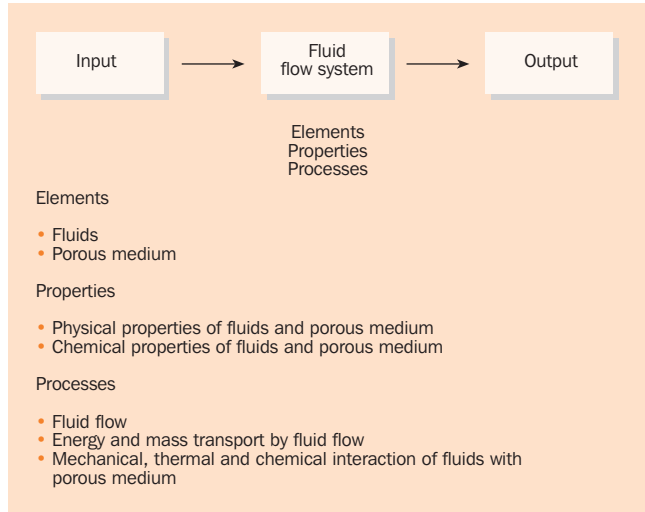 Input
Fluid
flow system
Output
Elements
Properties
Processes
Elements
• Fluids
• Porous medium
Properties
• Physical properties of fluids and porous medium
• Chemical properties of fluids and porous medium
Processes
• Fluid flow
• Energy and mass transport by fluid flow
• Mechanical, thermal and chemical interaction of fluids with
porous medium